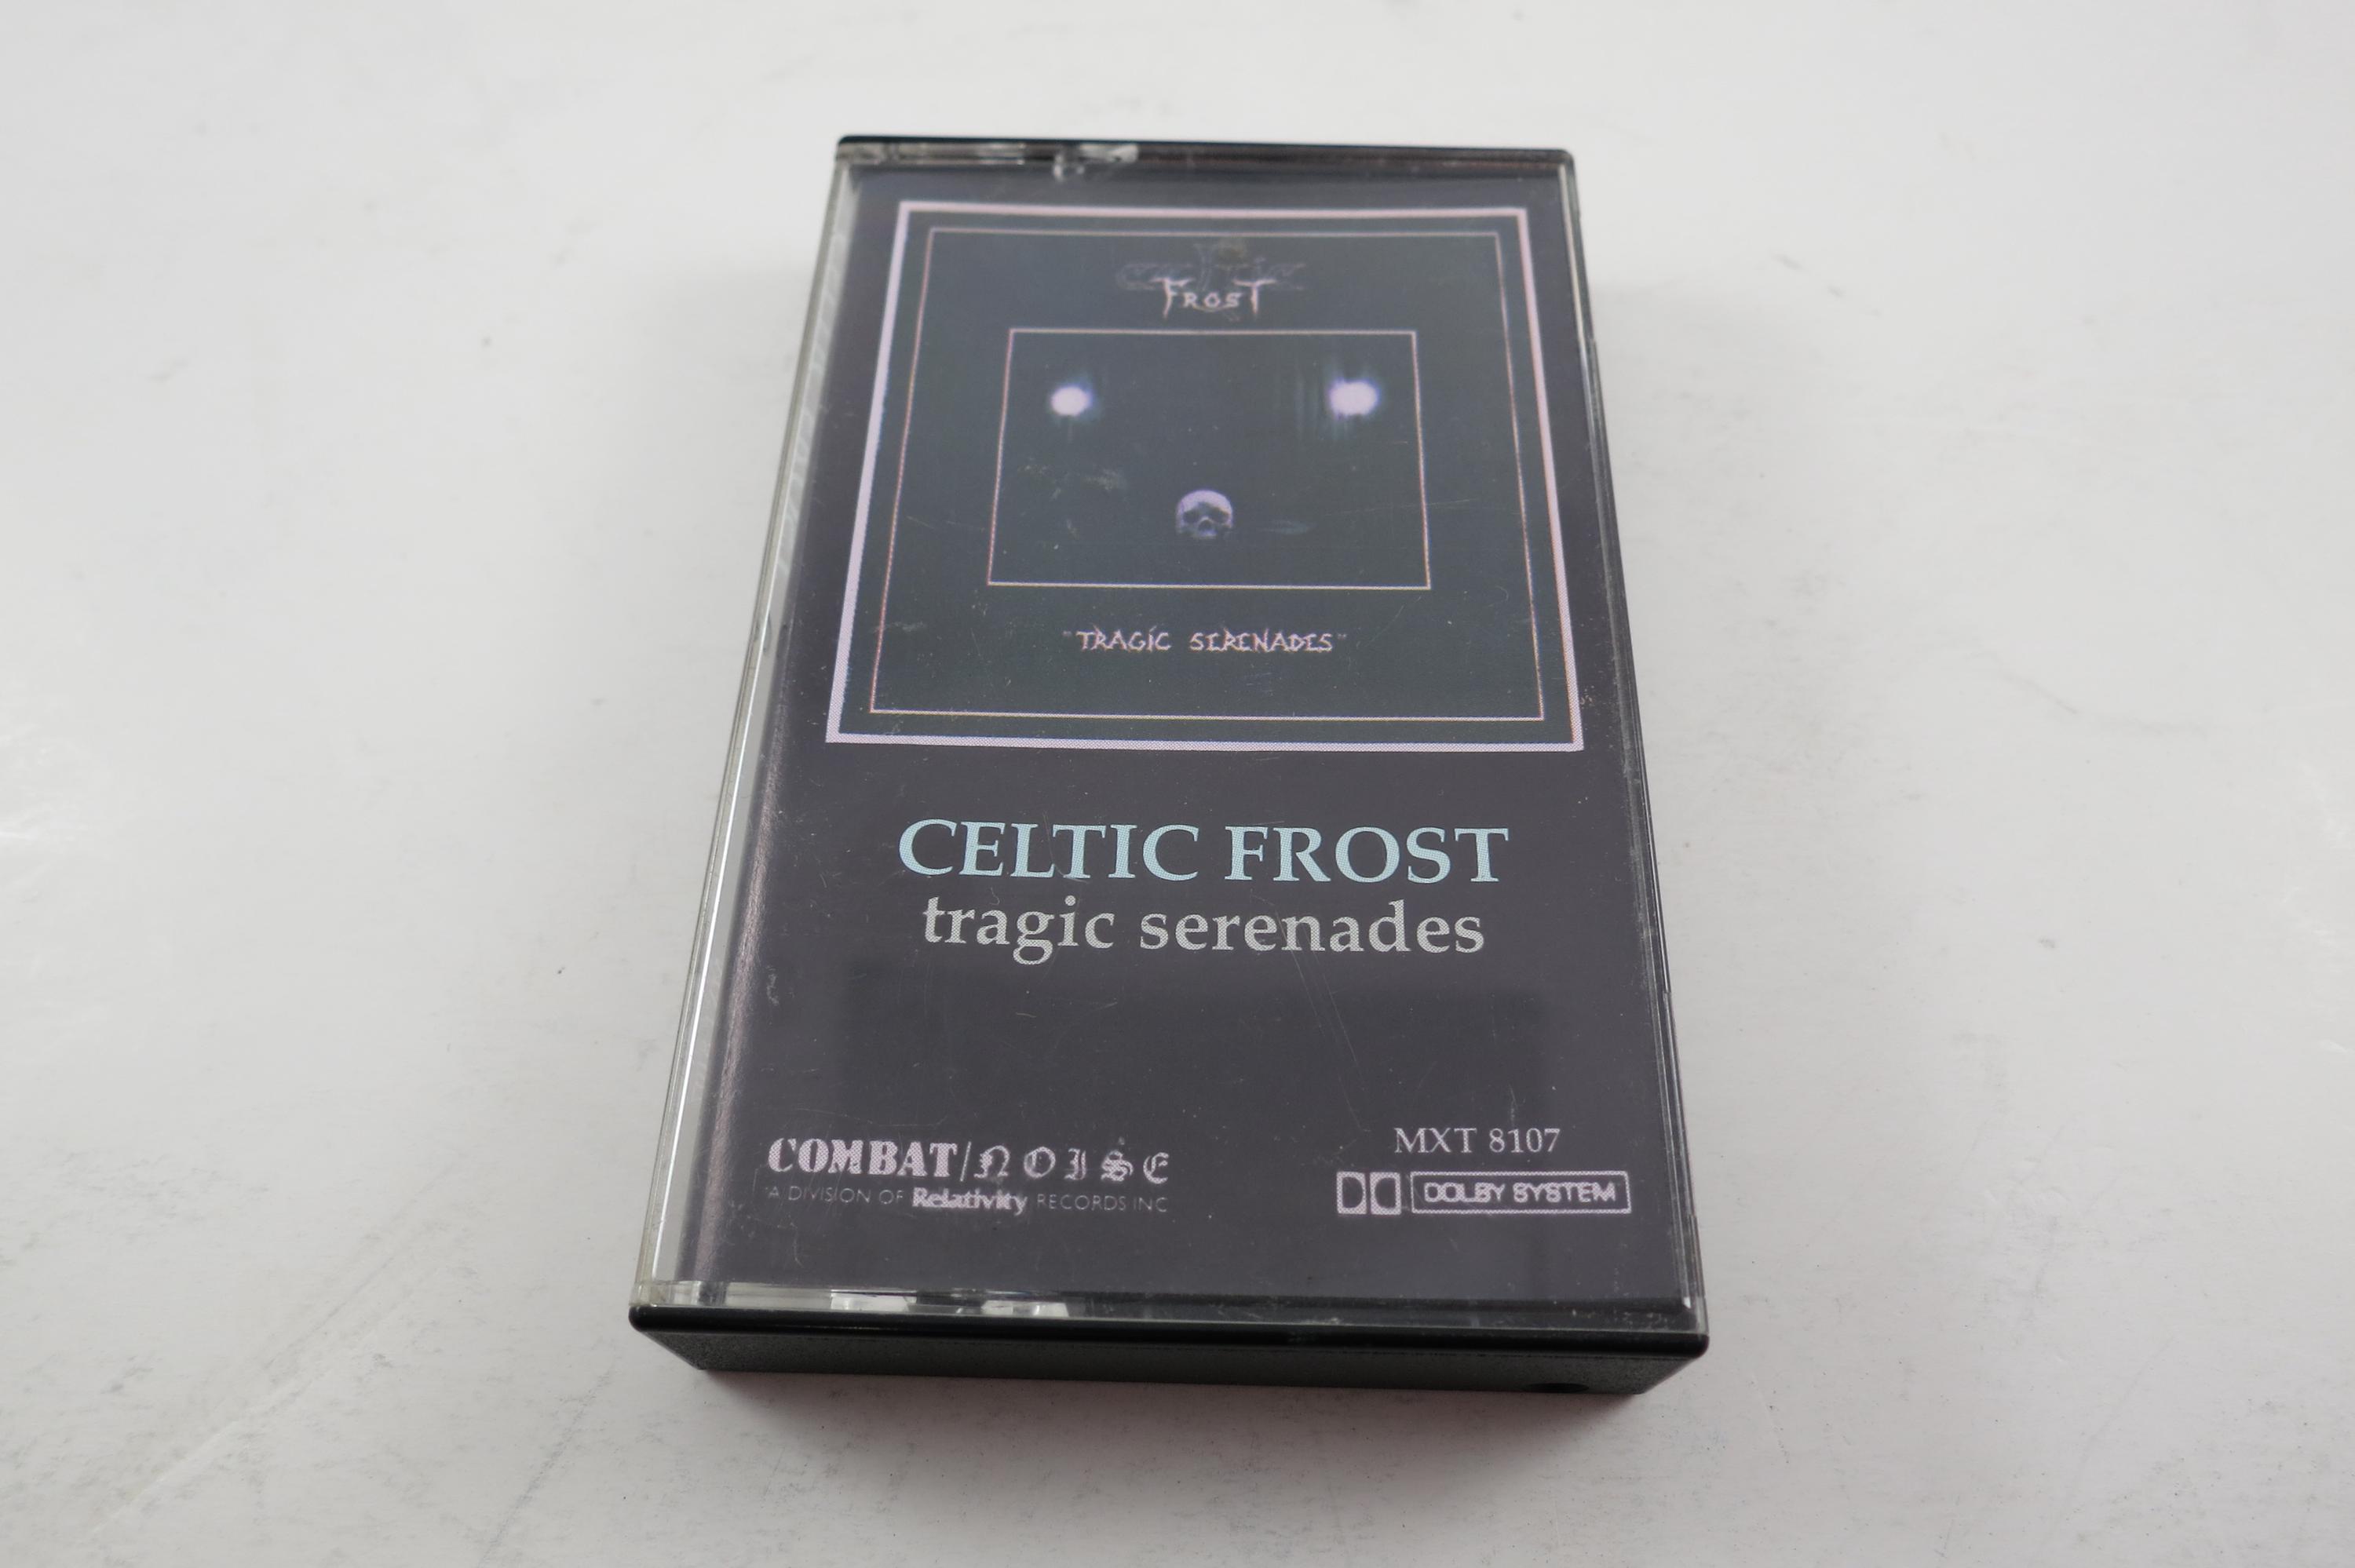 celtic
FROST
"TRAGIC SERENADES"
CELTIC FROST
tragic serenades
COMBAT/NOISE
A DIVISION OF Relativity RECORDS INC
MXT 8107
DOLBY SYSTEM